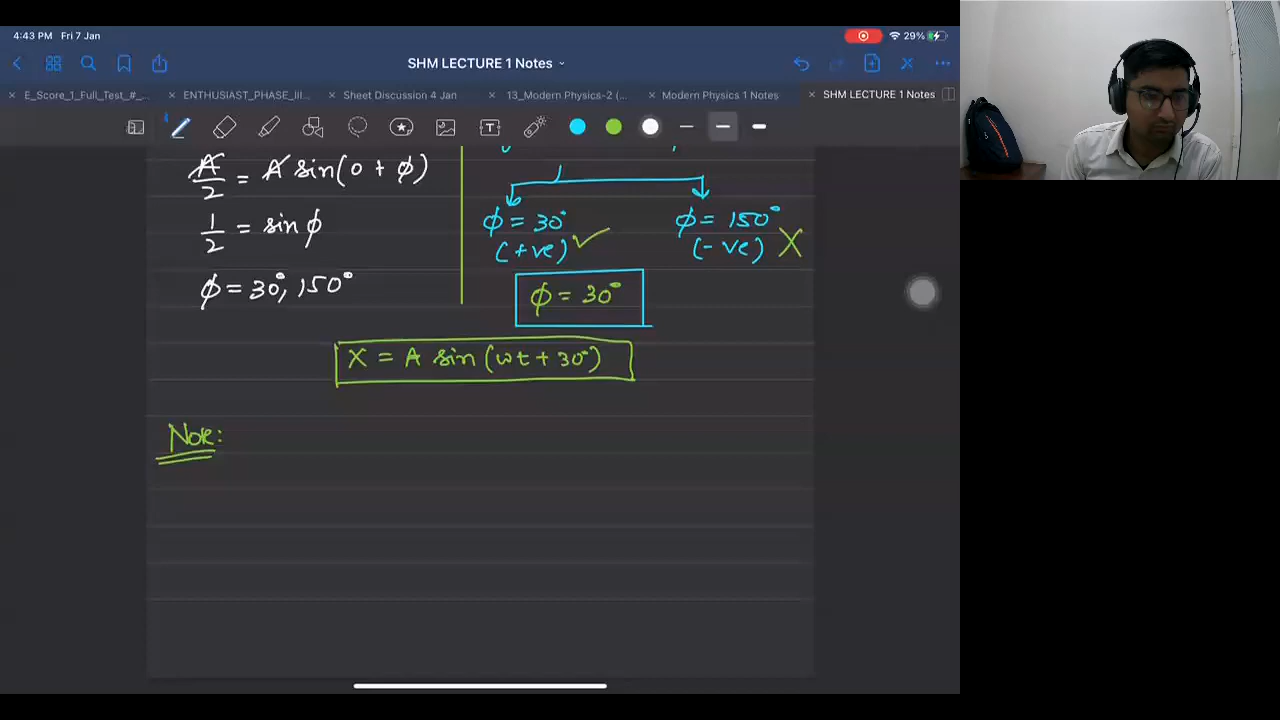 4:43 PM Fri 7 Jan
29%
SHM LECTURE 1 Notes
E_Score_1_Full_Test_#_...
ENTHUSIAST_PHASE_III...
Sheet Discussion 4 Jan
13_Modern Physics-2 (...
Modern Physics 1 Notes
SHM LECTURE 1 Notes
A/2 = A sin(0 + ϕ)
1/2 = sin ϕ
ϕ = 30°, 150°
ϕ = 30°
(+ve) ✓
ϕ = 150°
(-ve) X
ϕ = 30°
X = A sin (ωt + 30°)